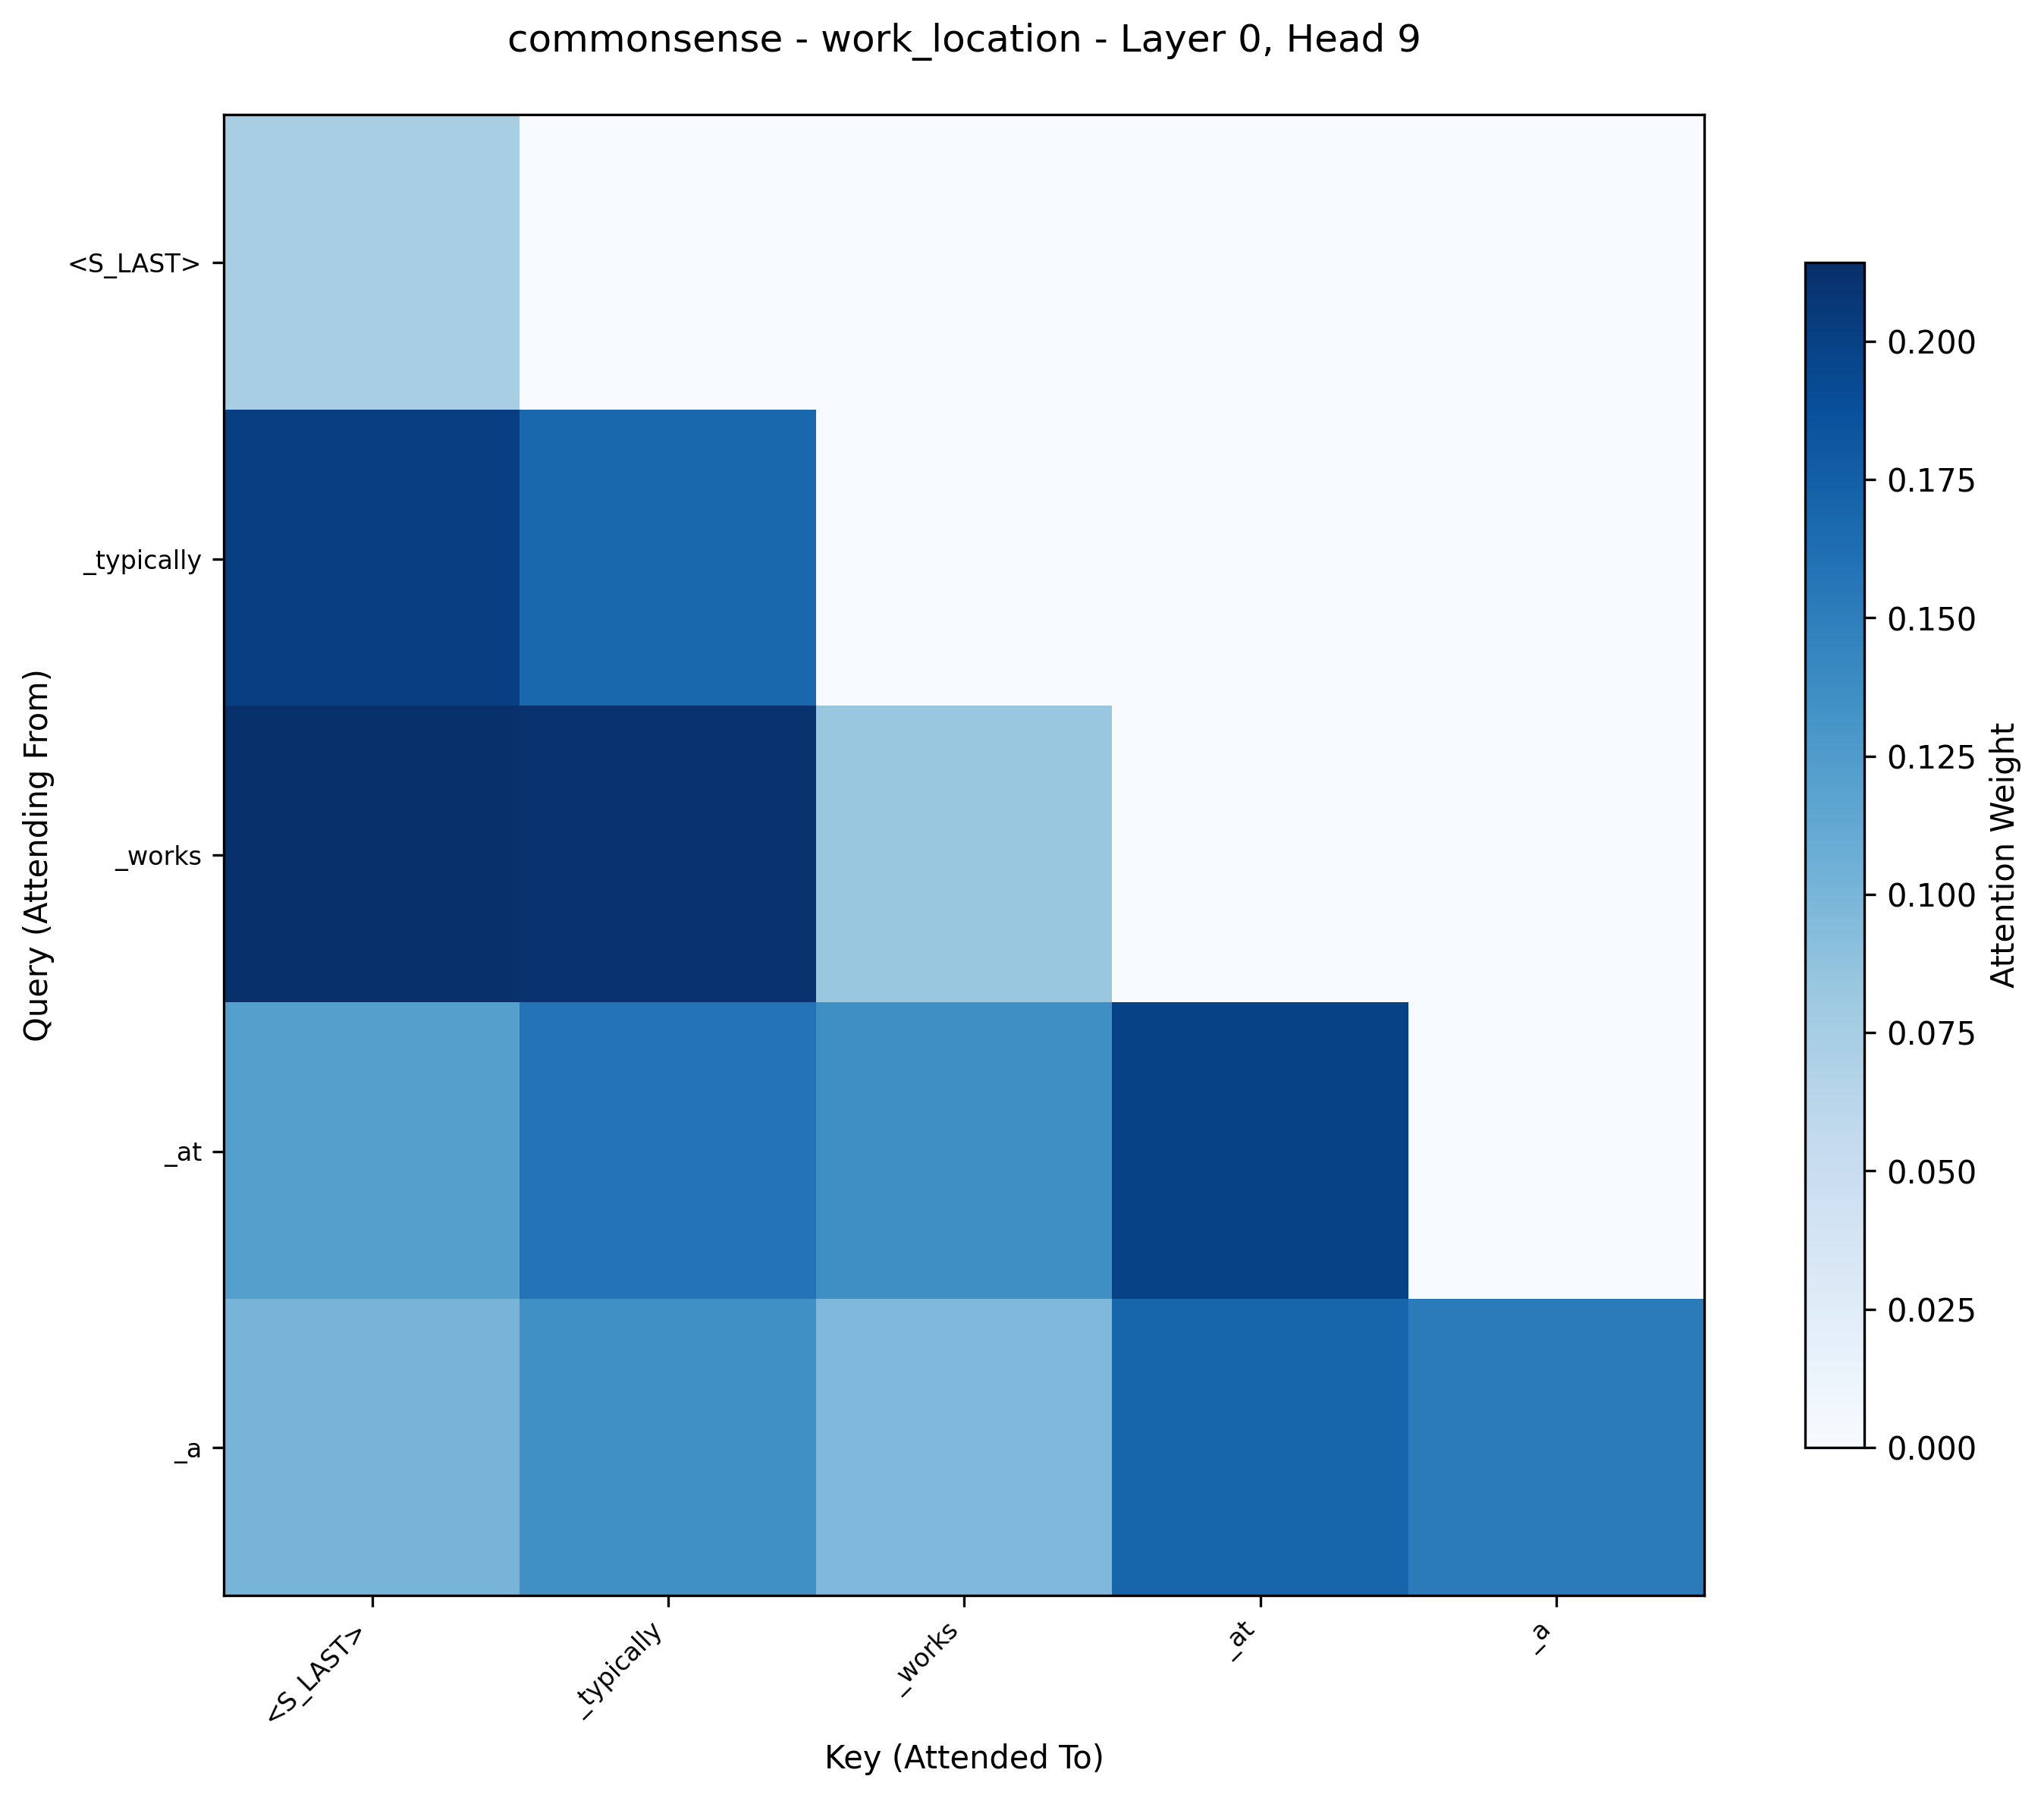 commonsense - work_location - Layer 0, Head 9
Query (Attending From)
<S_LAST>
_typically
_works
_at
_a
<S_LAST>
_typically
_works
_at
_a
Key (Attended To)
0.200
0.175
0.150
0.125
0.100
0.075
0.050
0.025
0.000
Attention Weight